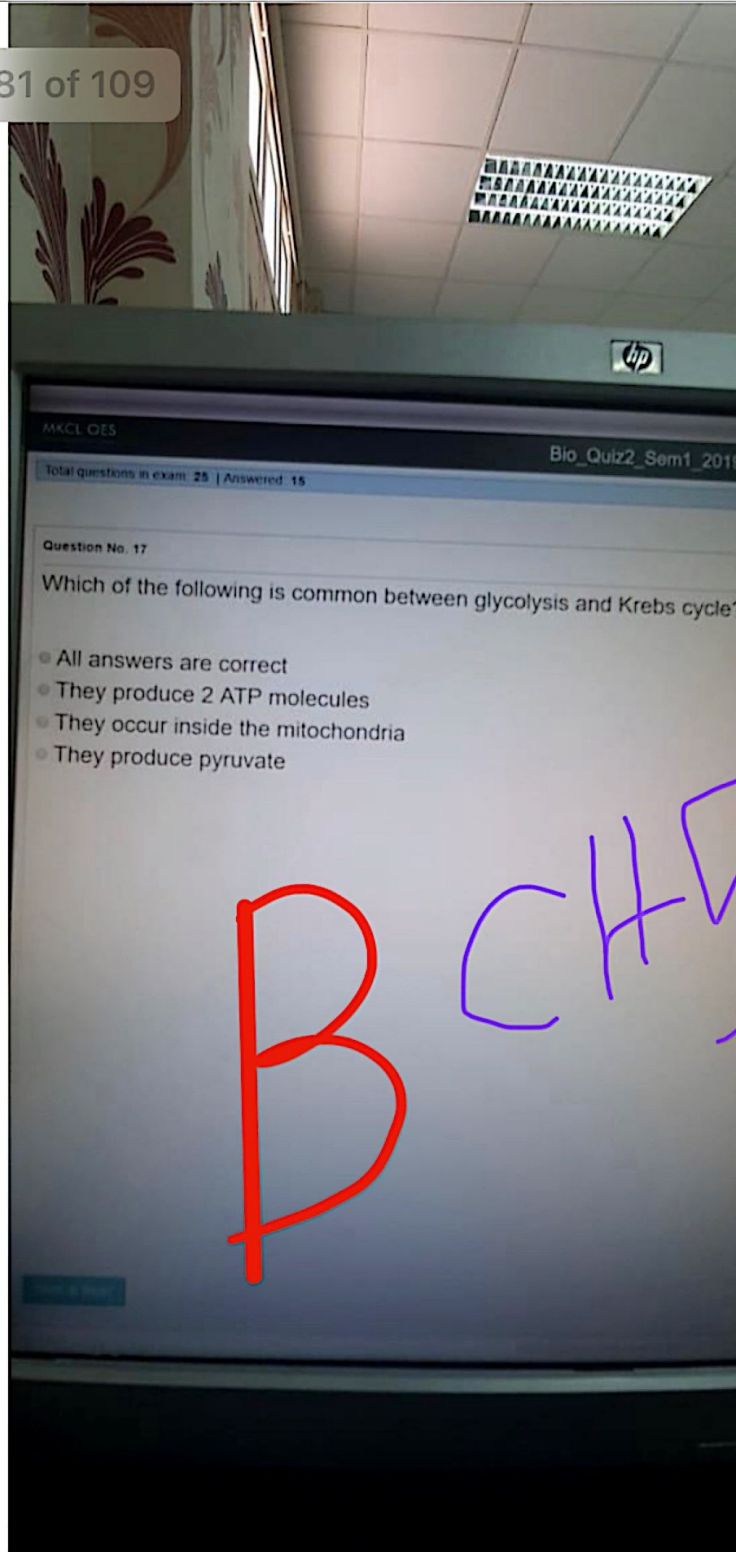 81 of 109
hp
MKCL OES
Bio_Quiz2_Sem1_2019
Total questions in exam: 25 | Answered: 15
Question No. 17
Which of the following is common between glycolysis and Krebs cycle?
All answers are correct
They produce 2 ATP molecules
They occur inside the mitochondria
They produce pyruvate
CH
B